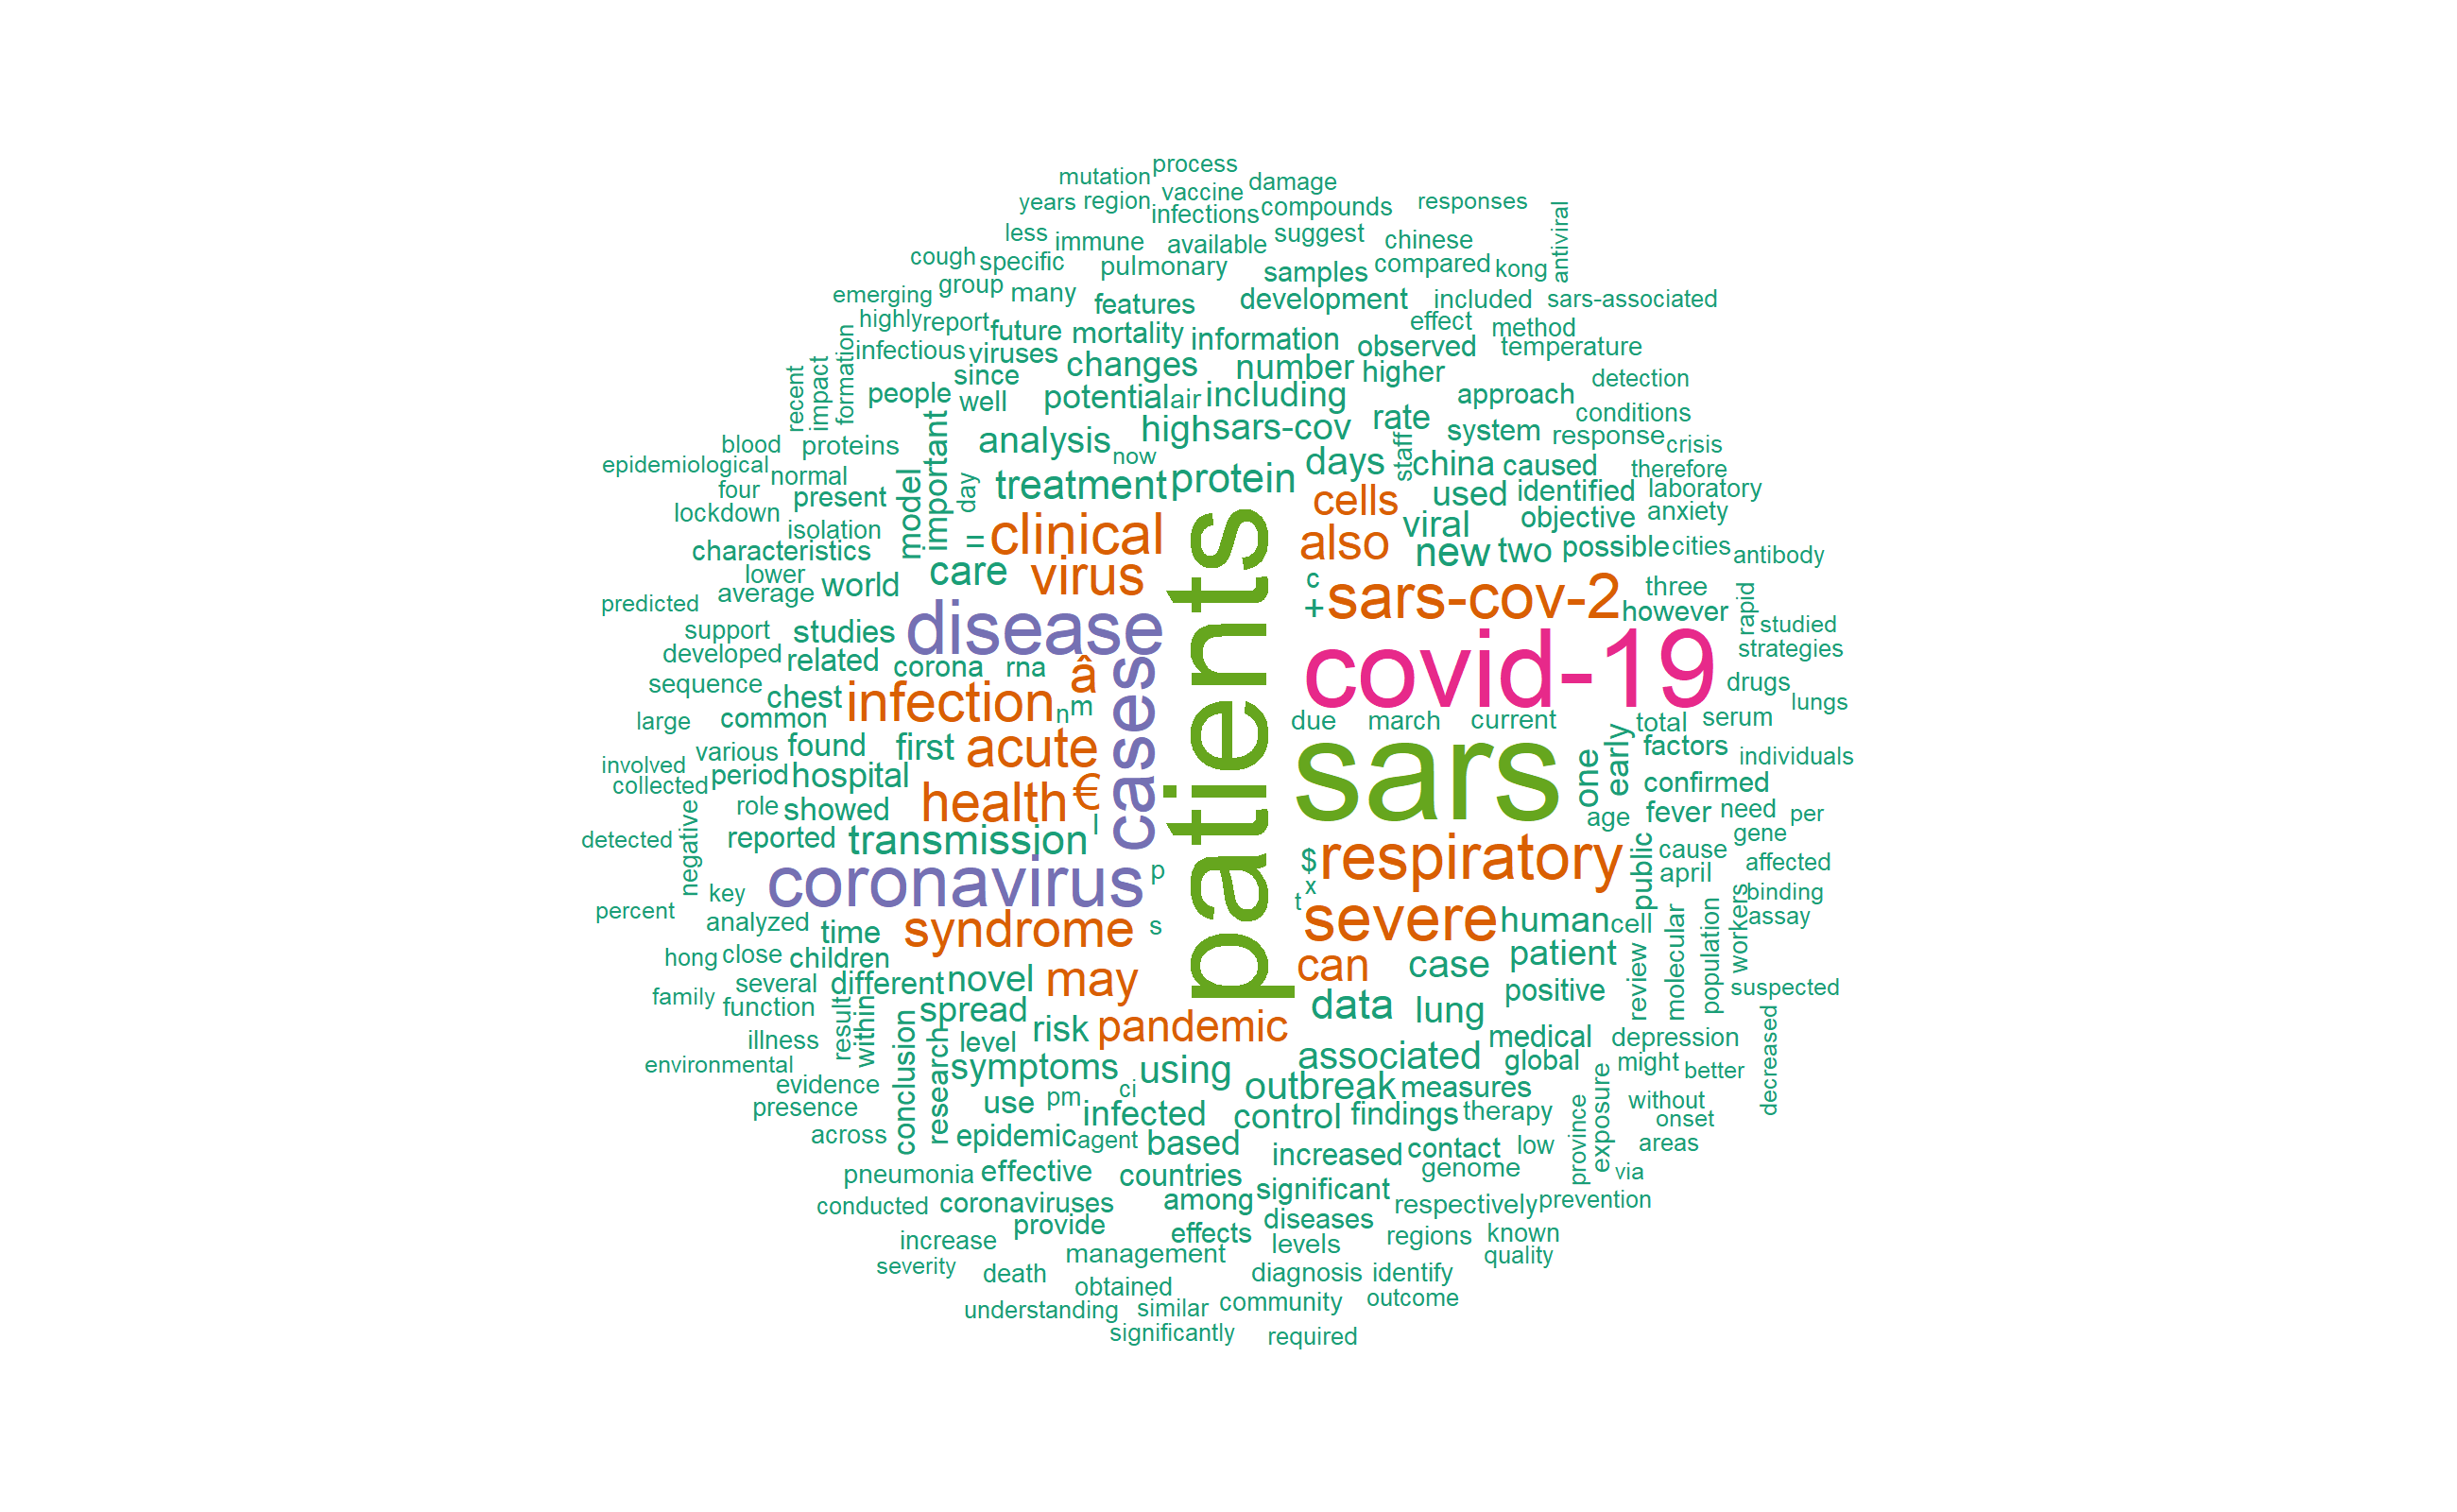 process
mutation
vaccine
damage
years
region
infections
compounds
responses
antiviral
less
immune
available
suggest
chinese
cough
specific
pulmonary
samples
compared
kong
emerging
group
many
features
development
included
sars-associated
highly
report
future
mortality
information
effect
method
infectious
viruses
changes
number
observed
temperature
formation
impact
recent
people
since
well
potential
air
including
higher
approach
detection
conditions
blood
proteins
important
analysis
high
sars-cov
rate
system
response
crisis
now
staff
epidemiological
normal
model
day
treatment
protein
days
china
caused
therefore
four
present
cells
used
identified
laboratory
lockdown
isolation
=
clinical
also
viral
objective
anxiety
characteristics
care
virus
new
two
possible
cities
antibody
lower
average
world
c
+
sars-cov-2
three
however
rapid
predicted
support
studies
disease
patients
covid-19
studied
strategies
developed
related
corona
rna
â
cases
drugs
lungs
sequence
chest
infection
n
m
large
common
due
march
current
total
serum
various
found
first
acute
sars
one
early
factors
individuals
involved
collected
period
hospital
health
€
confirmed
role
showed
age
fever
need
per
detected
negative
reported
transmission
gene
coronavirus
p
$
x
t
respiratory
public
cause
april
affected
binding
key
percent
analyzed
time
syndrome
s
severe
human
cell
molecular
population
workers
assay
hong
close
children
may
can
case
patient
review
several
different
novel
family
function
result
within
positive
suspected
spread
data
lung
illness
conclusion
research
level
risk
pandemic
medical
depression
decreased
environmental
evidence
symptoms
using
associated
global
might
better
presence
use
pm
ci
outbreak
measures
exposure
infected
control
findings
therapy
province
without
onset
across
epidemic
agent
based
increased
contact
low
areas
pneumonia
effective
countries
genome
via
conducted
coronaviruses
among
significant
respectively
prevention
provide
effects
diseases
increase
levels
regions
known
management
quality
severity
death
obtained
diagnosis
identify
understanding
similar
community
outcome
significantly
required